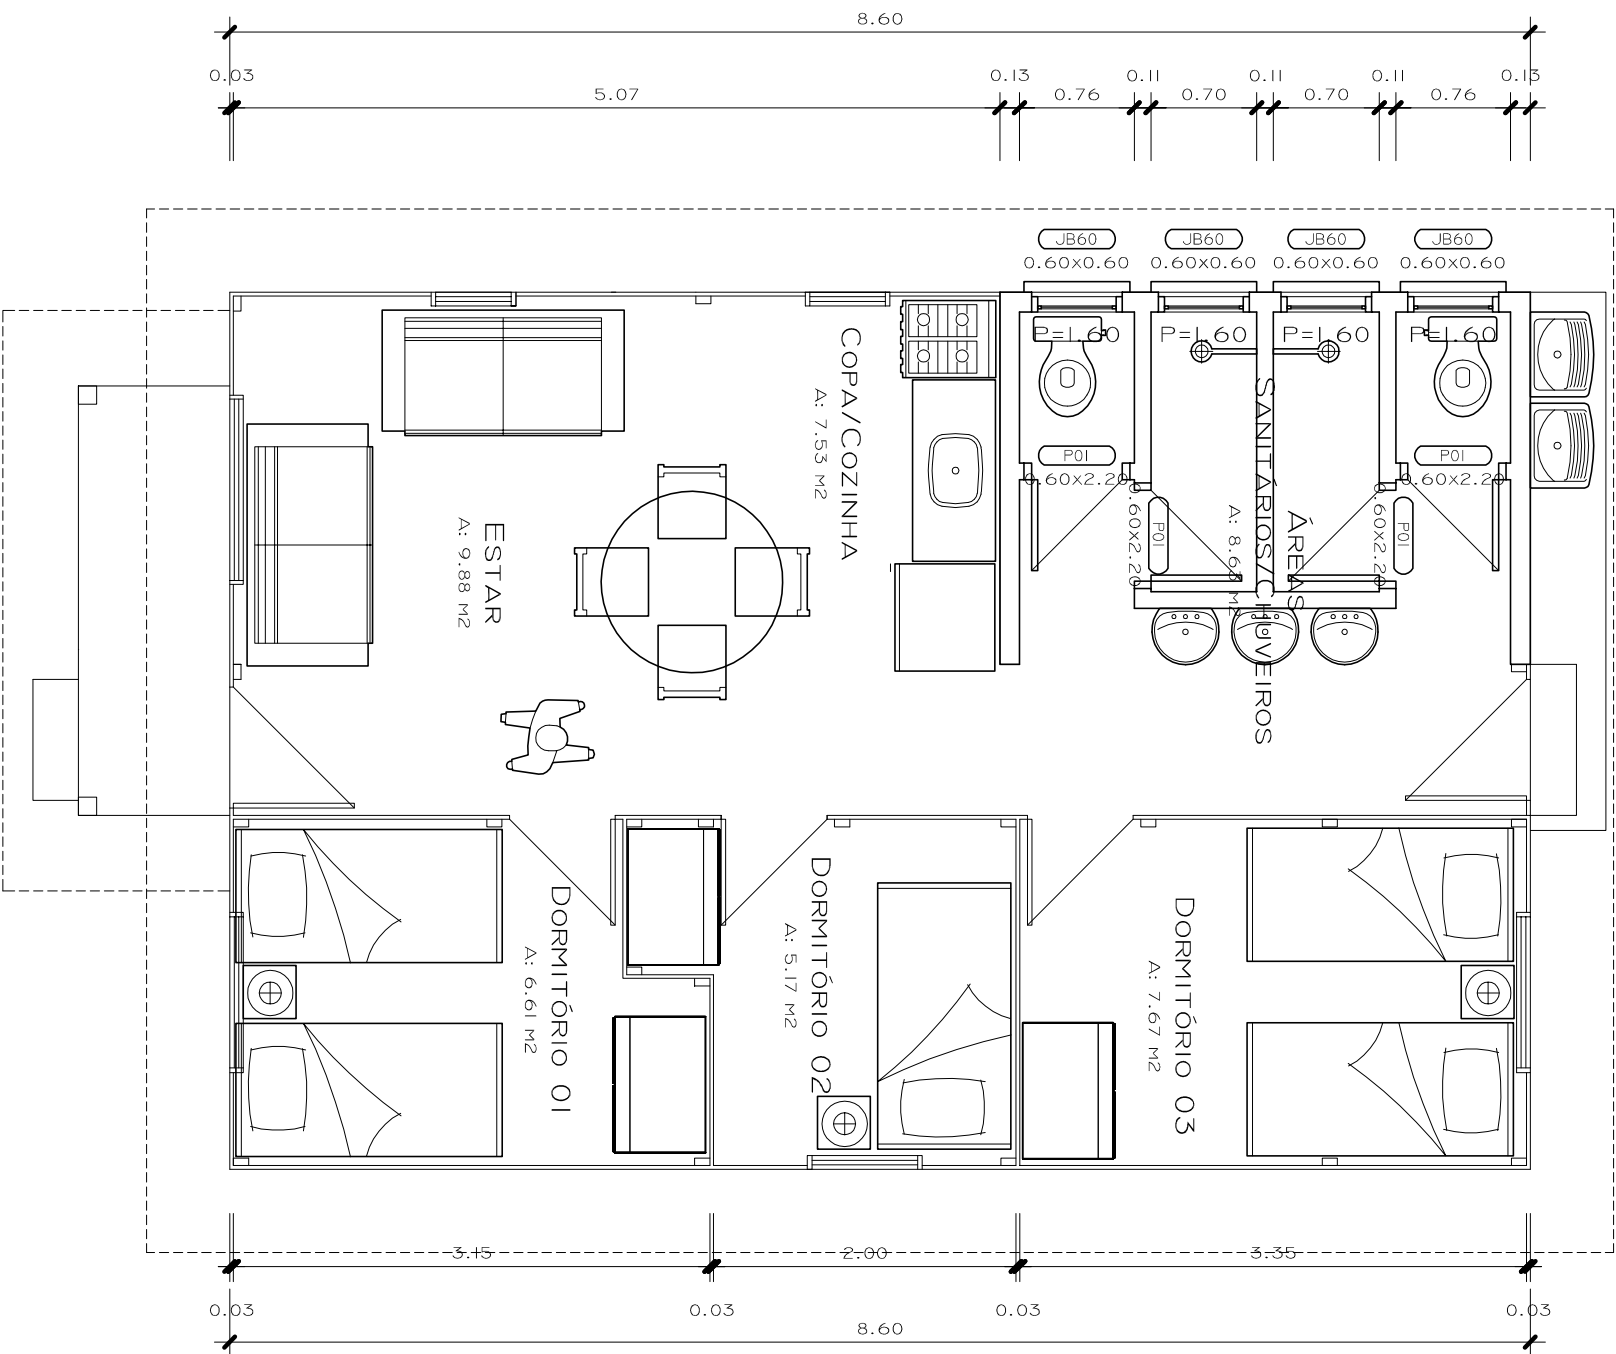 8.60
0.03
0.13
0.11
0.11
0.11
0.13
5.07
0.76
0.70
0.70
0.76
JB60
JB60
JB60
JB60
0.60x0.60
0.60x0.60
0.60x0.60
0.60x0.60
P=1.60
P=1.60
P=1.60
P=1.60
COPA/COZINHA
A: 7.53 M2
ESTAR
A: 9.88 M2
P01
P01
0.60x2.20
0.60x2.20
P01
0.60x2.20
P01
0.60x2.20
ÁREAS
SANITÁRIOS/CHUVEIROS
DORMITÓRIO 01
A: 6.61 M2
DORMITÓRIO 02
A: 5.17 M2
DORMITÓRIO 03
A: 7.67 M2
3.15
2.00
3.35
0.03
0.03
0.03
0.03
8.60